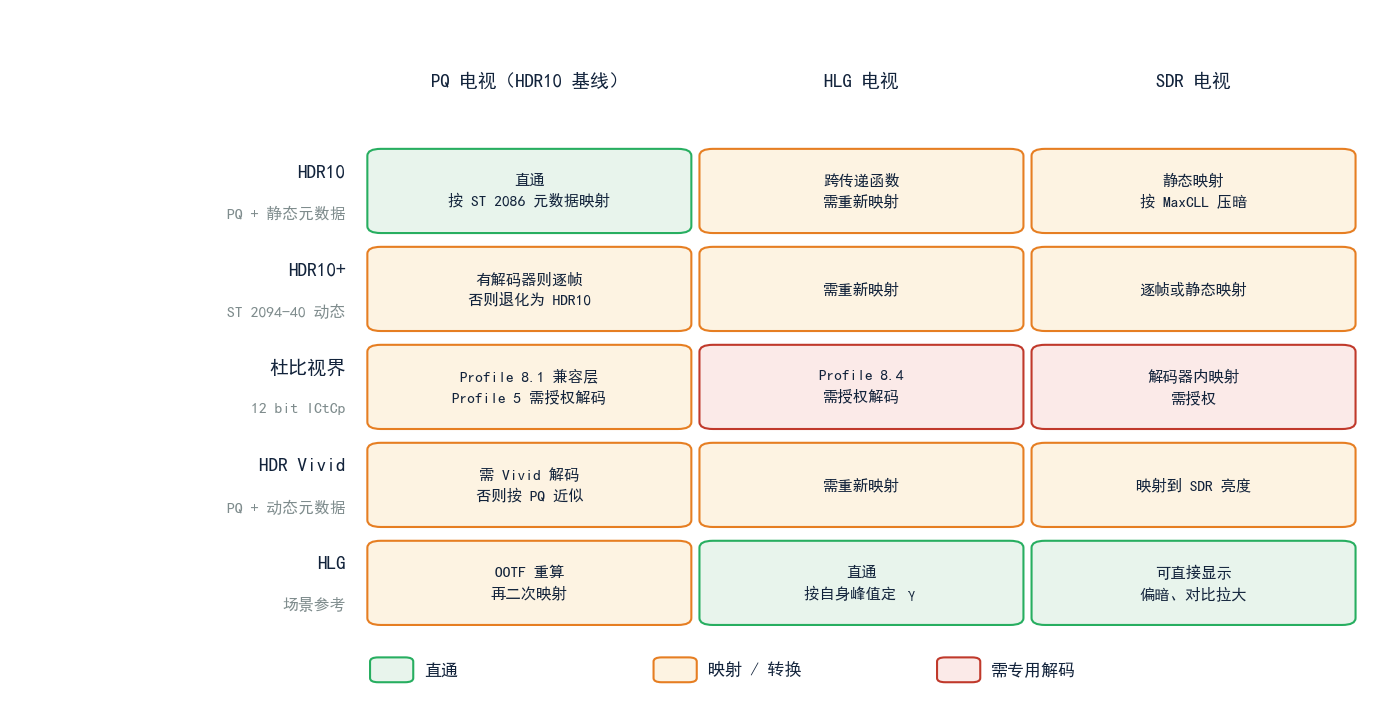 PQ 电视（HDR10 基线）
HLG 电视
SDR 电视
HDR10
PQ + 静态元数据
直通
按 ST 2086 元数据映射
跨传递函数
需重新映射
静态映射
按 MaxCLL 压暗
HDR10+
ST 2094-40 动态
有解码器则逐帧
否则退化为 HDR10
需重新映射
逐帧或静态映射
杜比视界
12 bit ICtCp
Profile 8.1 兼容层
Profile 5 需授权解码
Profile 8.4
需授权解码
解码器内映射
需授权
HDR Vivid
PQ + 动态元数据
需 Vivid 解码
否则按 PQ 近似
需重新映射
映射到 SDR 亮度
HLG
场景参考
OOTF 重算
再二次映射
直通
按自身峰值定 γ
可直接显示
偏暗、对比拉大
直通
映射 / 转换
需专用解码